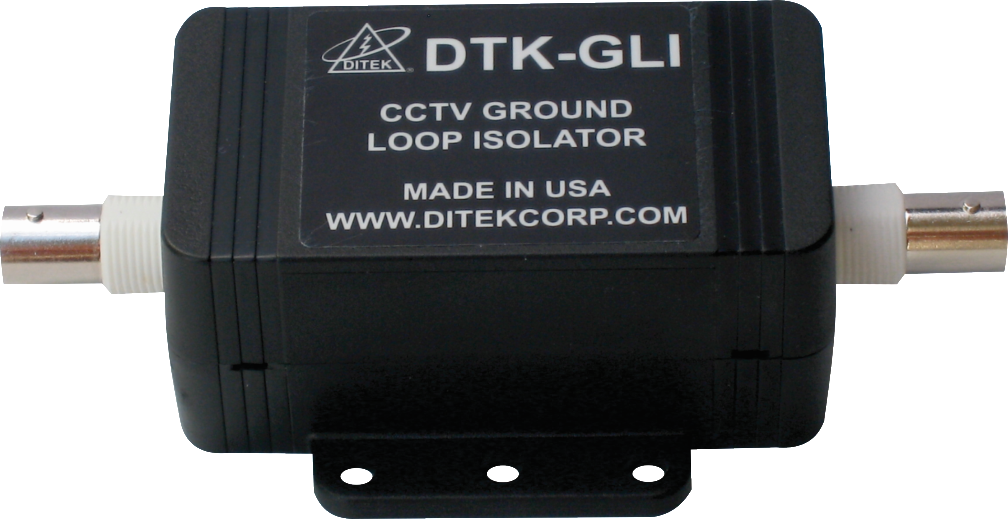 DITEK
DTK-GLI
CCTV GROUND
LOOP ISOLATOR
MADE IN USA
WWW.DITEKCORP.COM